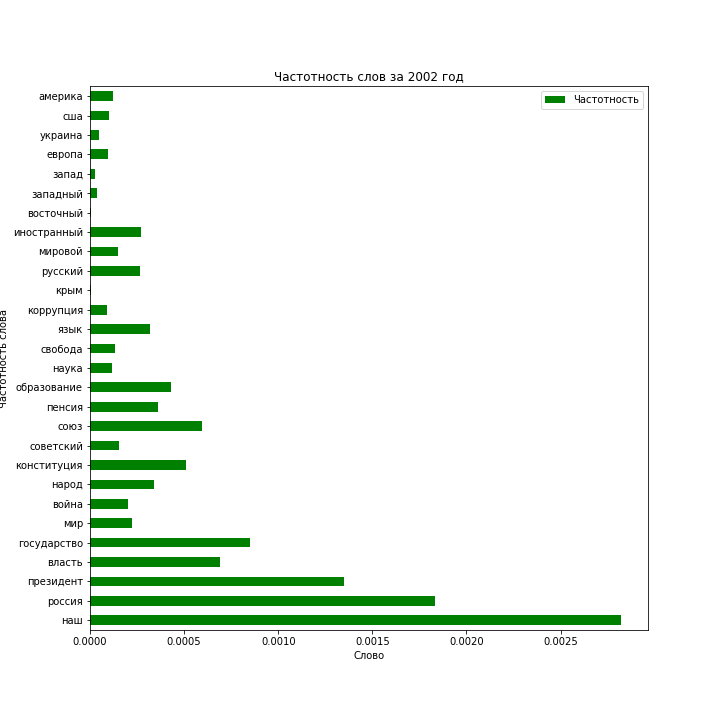 Частотность слов за 2002 год
Частотность
америка
сша
украина
европа
запад
западный
восточный
иностранный
мировой
русский
крым
коррупция
язык
свобода
наука
образование
пенсия
союз
советский
конституция
народ
война
мир
государство
власть
президент
россия
наш
Частотность слова
0.0000 0.0005 0.0010 0.0015 0.0020 0.0025
Слово